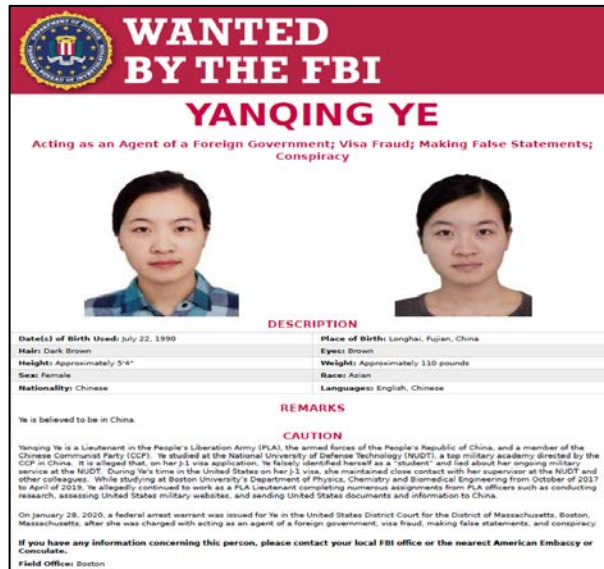 WANTED
BY THE FBI
YANQING YE
Acting as an Agent of a Foreign Government; Visa Fraud; Making False Statements;
Conspiracy
DESCRIPTION
Date(s) of Birth Used: July 22, 1990 Place of Birth: Longhai, Fujian, China
Hair: Dark Brown Eyes: Brown
Height: Approximately 5'4" Weight: Approximately 110 pounds
Sex: Female Race: Asian
Nationality: Chinese Languages: English, Chinese
REMARKS
Ye is believed to be in China.
CAUTION
Yanqing Ye is a Lieutenant in the People's Liberation Army (PLA), the armed forces of the People's Republic of China, and a member of the
Chinese Communist Party (CCP). Ye studied at the National University of Defense Technology (NUDT), a top military academy directed by the
CCP in China. It is alleged that, on her J-1 visa application, Ye falsely identified herself as a "student" and lied about her ongoing military
service at the NUDT. During Ye's time in the United States on her J-1 visa, she maintained close contact with her supervisor at the NUDT and
other colleagues. While studying at Boston University's Department of Physics, Chemistry and Biomedical Engineering from October of 2017
to April of 2019, Ye allegedly continued to work as a PLA Lieutenant completing numerous assignments from PLA officers such as conducting
research, assessing United States military websites, and sending United States documents and information to China.
On January 28, 2020, a federal arrest warrant was issued for Ye in the United States District Court for the District of Massachusetts, Boston,
Massachusetts, after she was charged with acting as an agent of a foreign government, visa fraud, making false statements, and conspiracy.
If you have any information concerning this person, please contact your local FBI office or the nearest American Embassy or
Consulate.
Field Office: Boston